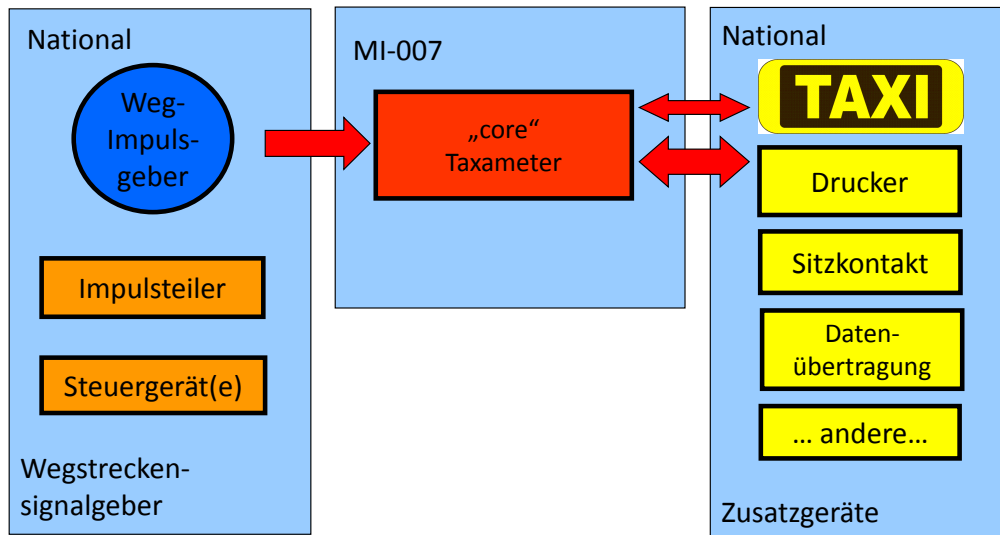 National
Weg-
Impuls-
geber
Impulsteiler
Steuergerät(e)
Wegstrecken-
signalgeber
MI-007
„core“
Taxameter
National
TAXI
Drucker
Sitzkontakt
Daten-
übertragung
... andere...
Zusatzgeräte